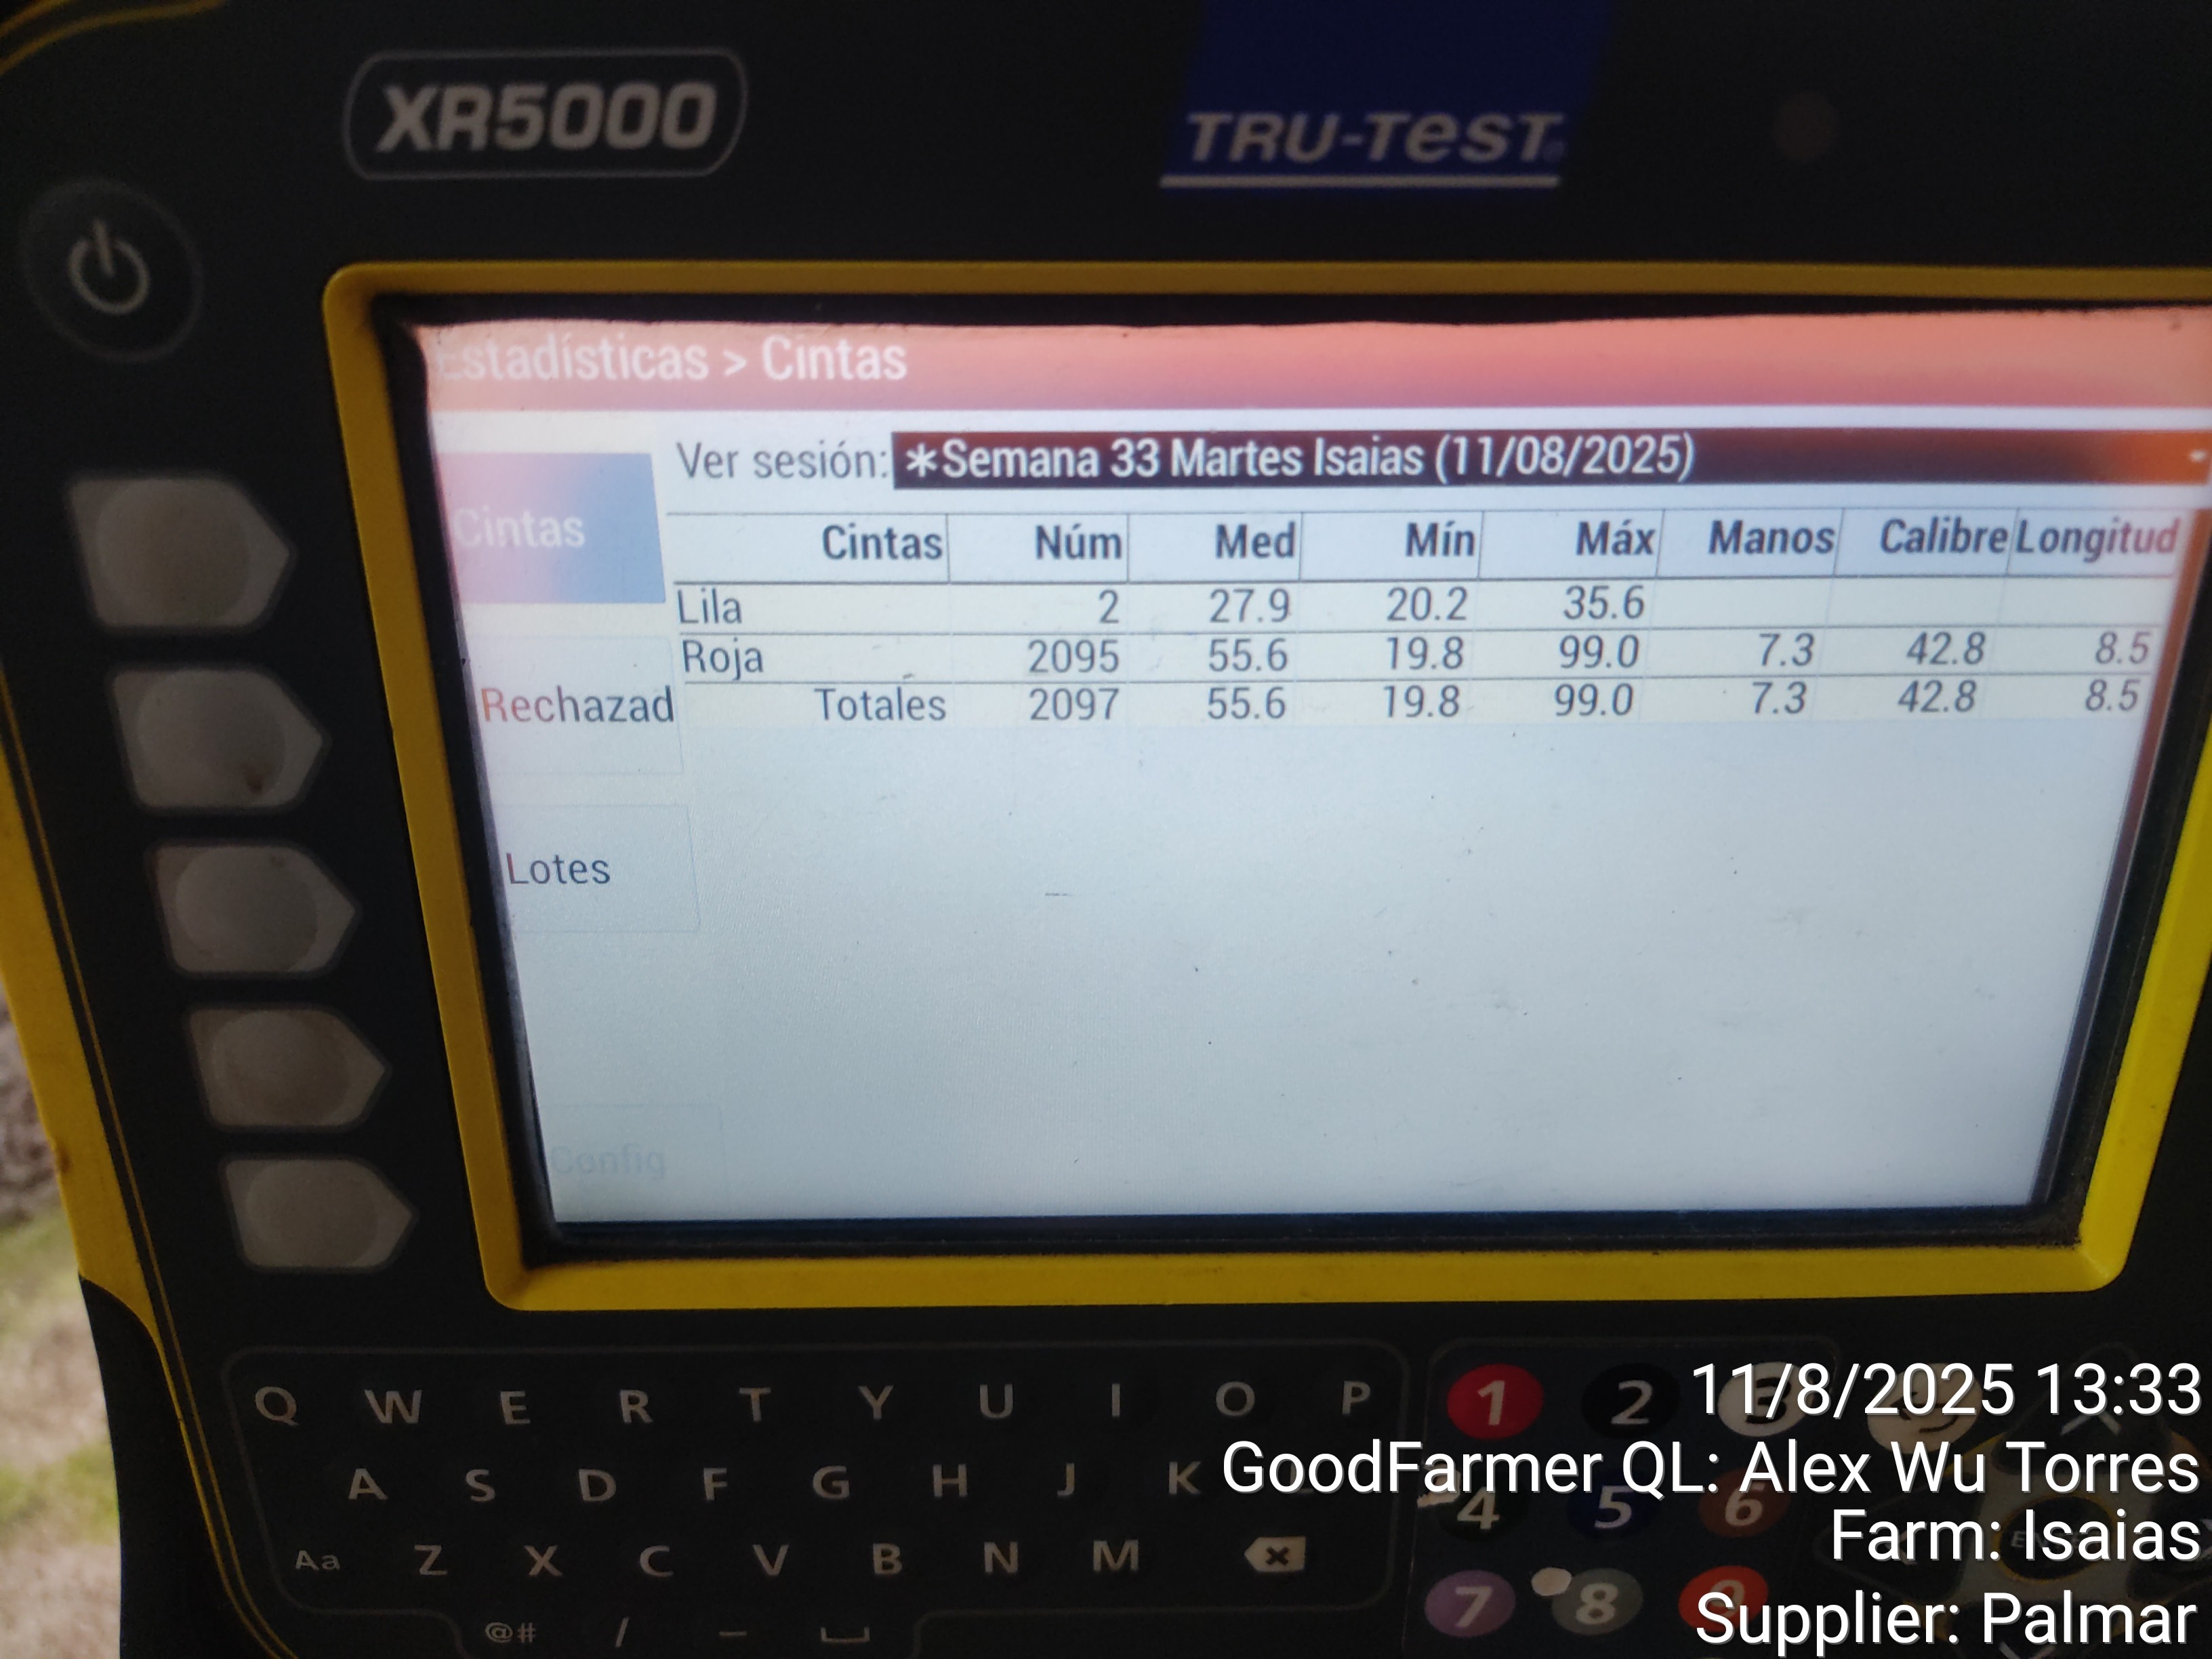 XR5000
TRU-TEST
Estadísticas > Cintas
Ver sesión: *Semana 33 Martes Isaias (11/08/2025)
Cintas
Cintas Núm Med Mín Máx Manos Calibre Longitud
Lila 2 27.9 20.2 35.6
Roja 2095 55.6 19.8 99.0 7.3 42.8 8.5
Totales 2097 55.6 19.8 99.0 7.3 42.8 8.5
Rechazad
Lotes
Config
Q W E R T Y U I O P
A S D F G H J K
Aa Z X C V B N M
@# / –
1 2 3
4 5 6
7 8 9
11/8/2025 13:33
GoodFarmer QL: Alex Wu Torres
Farm: Isaias
Supplier: Palmar